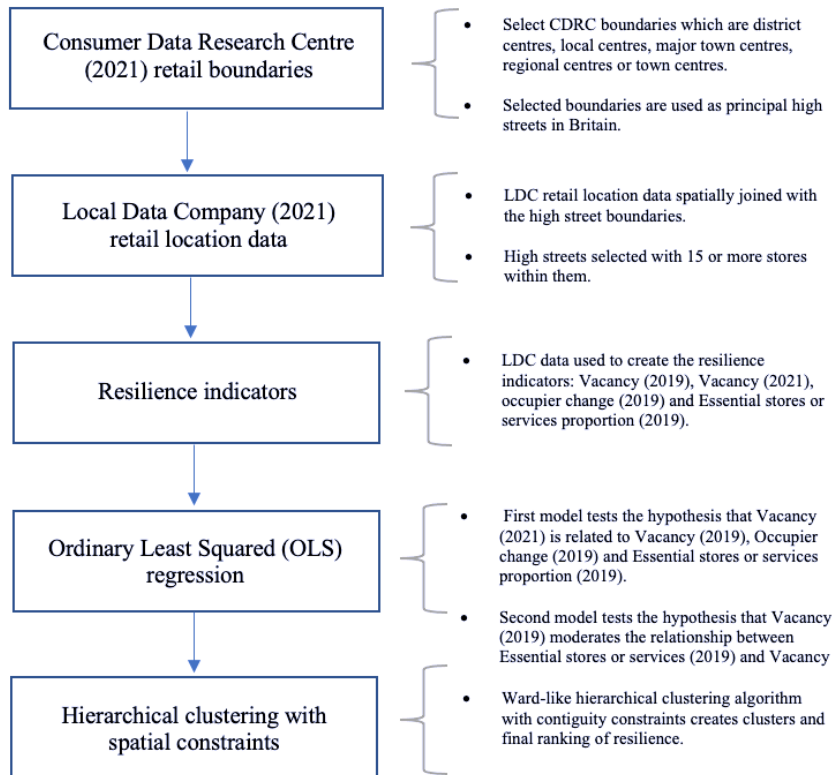 Consumer Data Research Centre
(2021) retail boundaries
• Select CDRC boundaries which are district
centres, local centres, major town centres,
regional centres or town centres.
• Selected boundaries are used as principal high
streets in Britain.
Local Data Company (2021)
retail location data
• LDC retail location data spatially joined with
the high street boundaries.
• High streets selected with 15 or more stores
within them.
Resilience indicators
• LDC data used to create the resilience
indicators: Vacancy (2019), Vacancy (2021),
occupier change (2019) and Essential stores or
services proportion (2019).
Ordinary Least Squared (OLS)
regression
• First model tests the hypothesis that Vacancy
(2021) is related to Vacancy (2019), Occupier
change (2019) and Essential stores or services
proportion (2019).
• Second model tests the hypothesis that Vacancy
(2019) moderates the relationship between
Essential stores or services (2019) and Vacancy
Hierarchical clustering with
spatial constraints
• Ward-like hierarchical clustering algorithm
with contiguity constraints creates clusters and
final ranking of resilience.